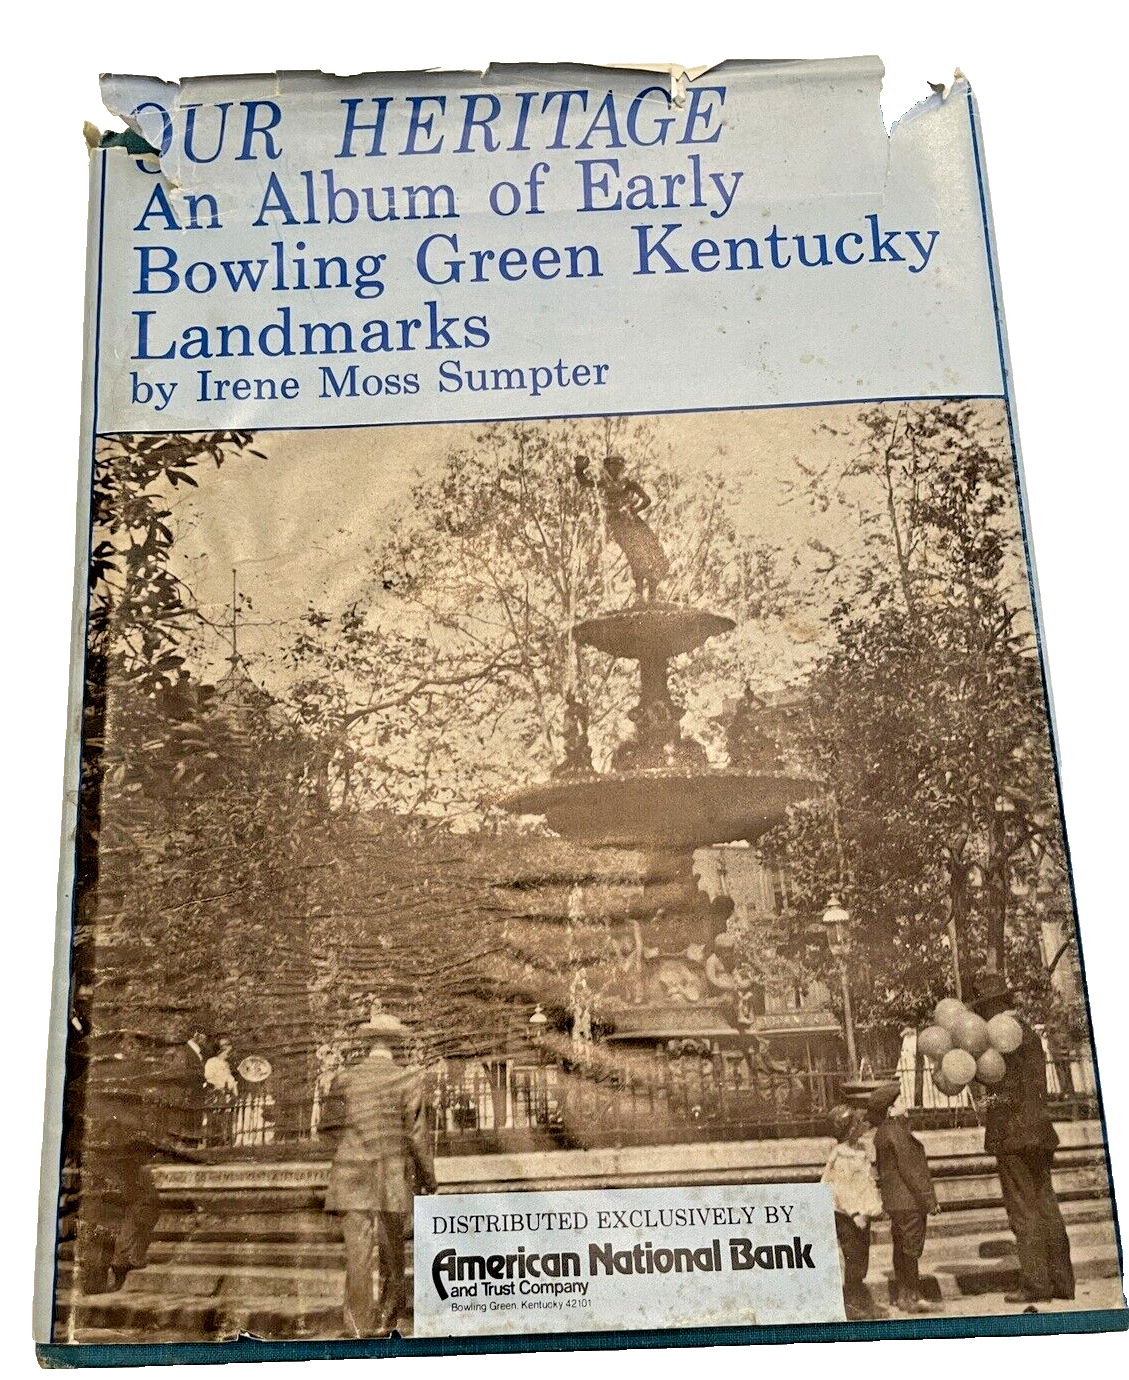 OUR HERITAGE
An Album of Early
Bowling Green Kentucky
Landmarks
by Irene Moss Sumpter
DISTRIBUTED EXCLUSIVELY BY
American National Bank
and Trust Company
Bowling Green, Kentucky 42101